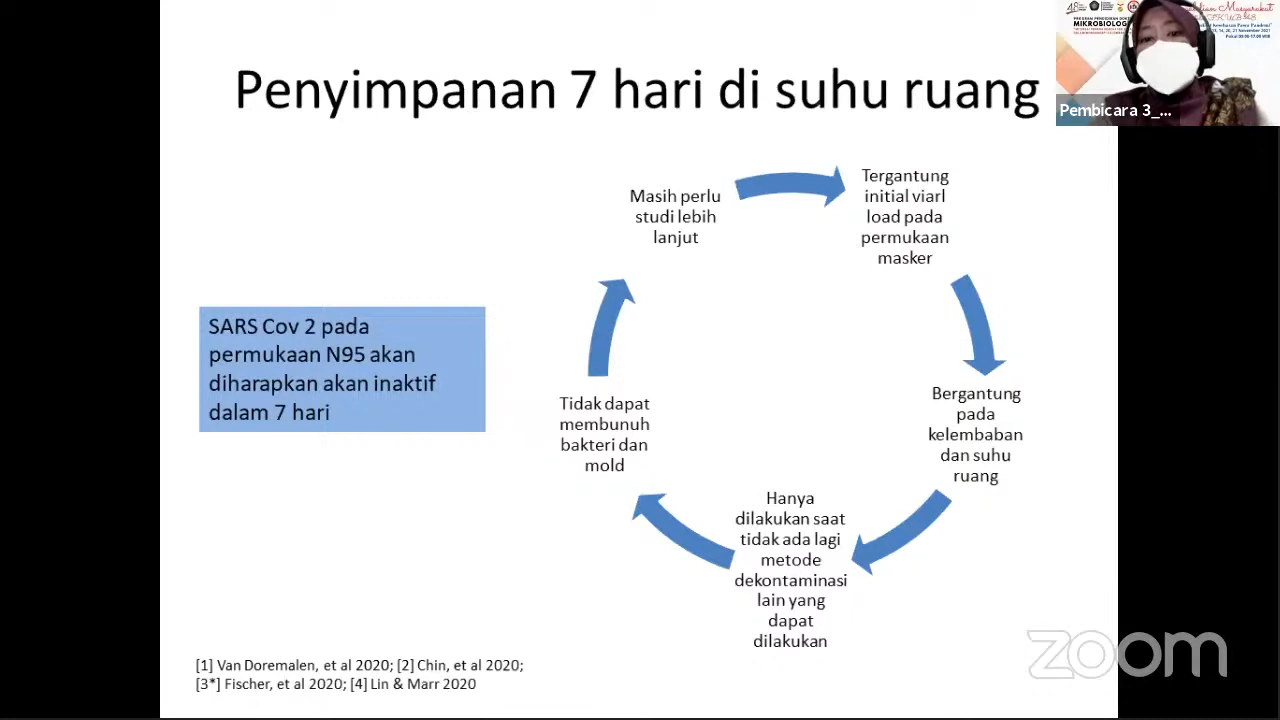 Penyimpanan 7 hari di suhu ruang
Pembicara 3_...
Masih perlu
studi lebih
lanjut
Tergantung
initial viarl
load pada
permukaan
masker
SARS Cov 2 pada
permukaan N95 akan
diharapkan akan inaktif
dalam 7 hari
Bergantung
pada
kelembaban
dan suhu
ruang
Tidak dapat
membunuh
bakteri dan
mold
Hanya
dilakukan saat
tidak ada lagi
metode
dekontaminasi
lain yang
dapat
dilakukan
[1] Van Doremalen, et al 2020; [2] Chin, et al 2020;
[3*] Fischer, et al 2020; [4] Lin & Marr 2020
zoom